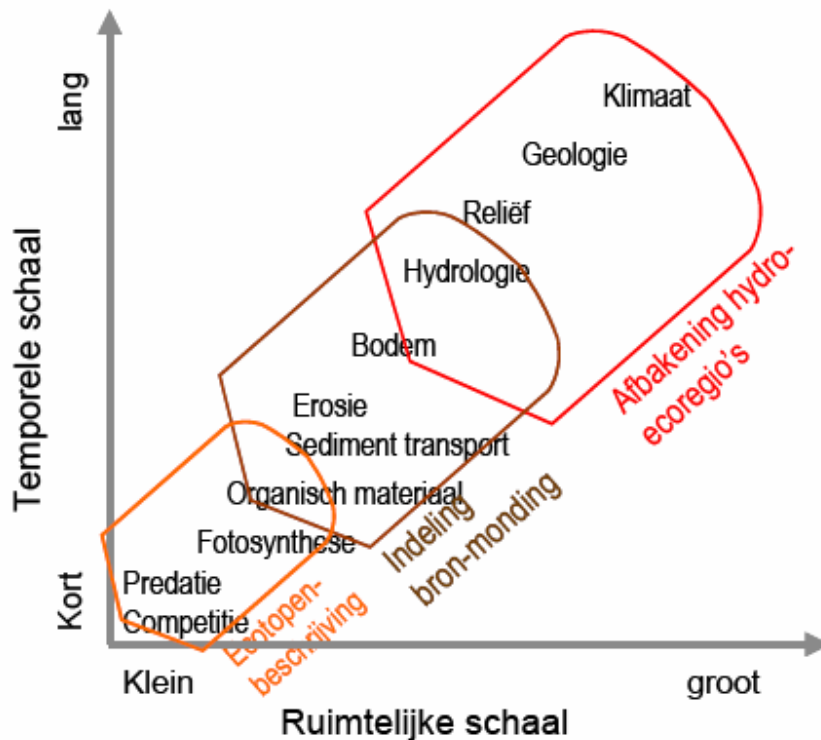 Temporele schaal
lang
Kort
Klimaat
Geologie
Reliëf
Hydrologie
Bodem
Erosie
Sediment transport
Organisch materiaal
Fotosynthese
Predatie
Competitie
Afbakening hydro-
ecoregio's
Indeling
bron-monding
Ecotopen-
beschrijving
Klein
groot
Ruimtelijke schaal